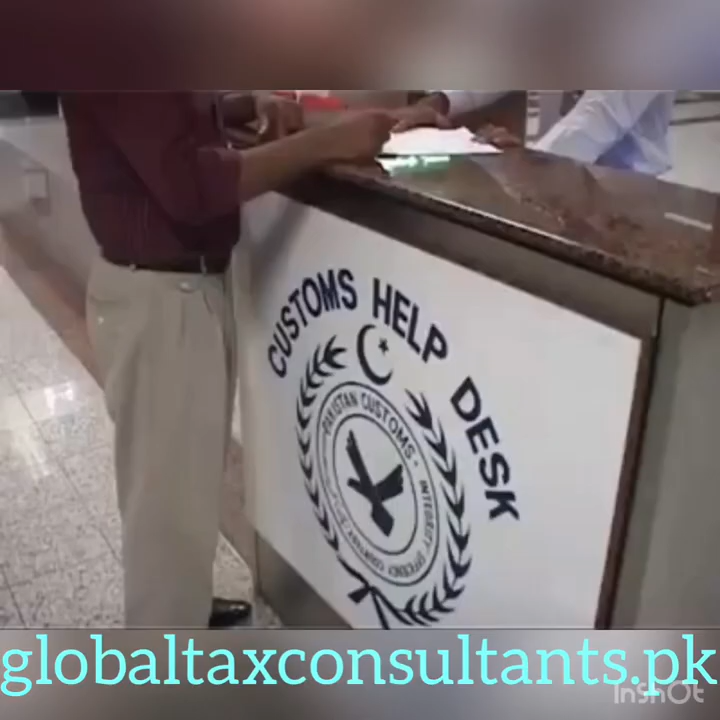 CUSTOMS HELP DESK
PAKISTAN CUSTOMS
INTEGRITY
globaltaxconsultants.pk
InShOt